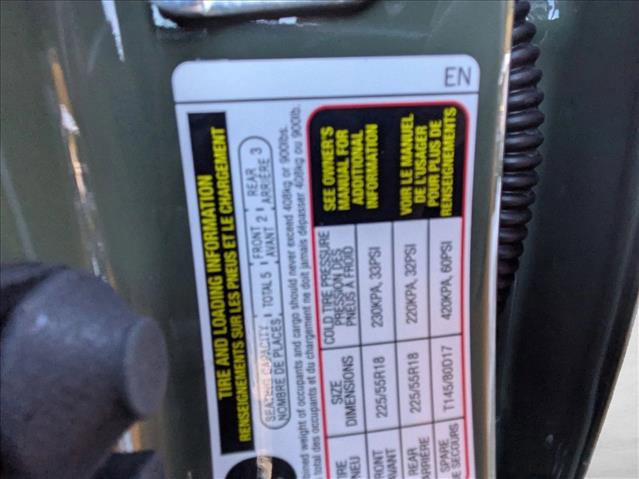 EN
TIRE AND LOADING INFORMATION
RENSEIGNEMENTS SUR LES PNEUS ET LE CHARGEMENT
SEATING CAPACITY TOTAL 5 FRONT 2 REAR 3
NOMBRE DE PLACES AVANT ARRIÈRE
bined weight of occupants and cargo should never exceed 408kg or 900lbs.
total des occupants et du chargement ne doit jamais dépasser 408kg ou 900lb.
TIRE SIZE COLD TIRE PRESSURE SEE OWNER'S
PNEU DIMENSIONS PRESSION DES MANUAL FOR
PNEUS À FROID ADDITIONAL
INFORMATION
FRONT 225/55R18 230KPA, 33PSI
AVANT
REAR 225/55R18 220KPA, 32PSI VOIR LE MANUEL
ARRIÈRE DE L'USAGER
SPARE T145/80D17 420KPA, 60PSI POUR PLUS DE
E SECOURS RENSEIGNEMENTS